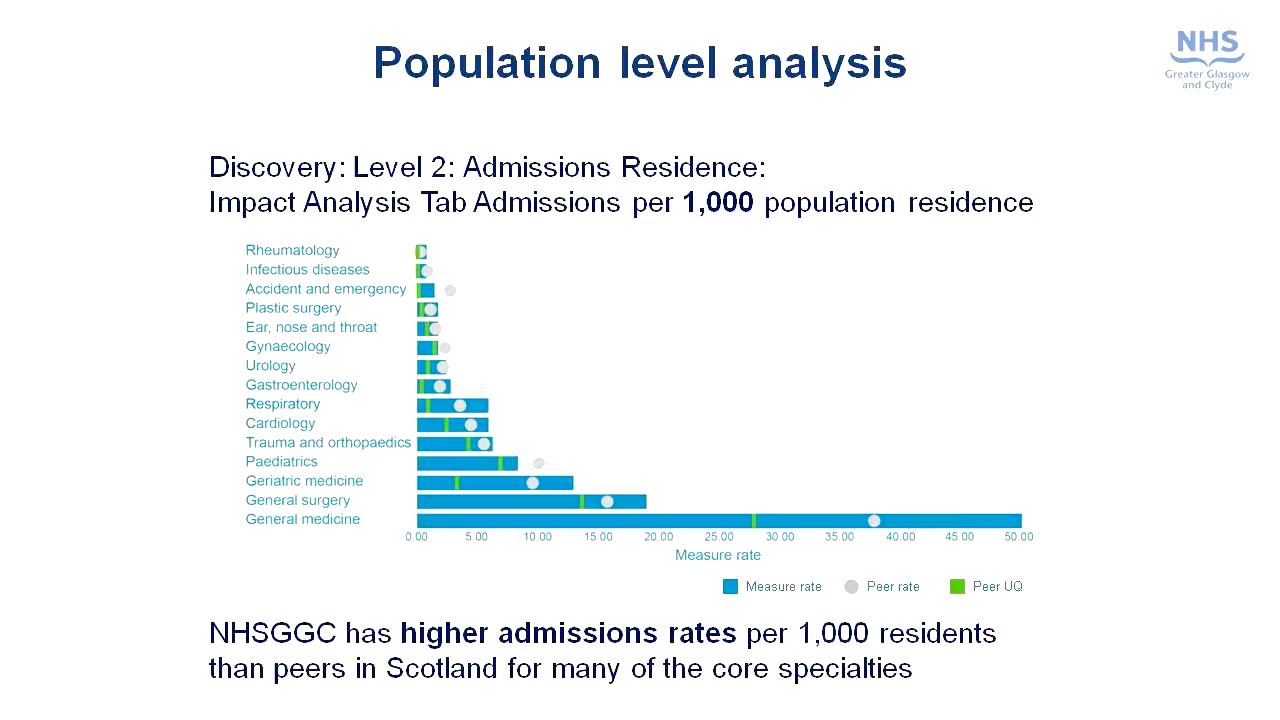 Population level analysis
NHS
Greater Glasgow
and Clyde
Discovery: Level 2: Admissions Residence:
Impact Analysis Tab Admissions per 1,000 population residence
Rheumatology
Infectious diseases
Accident and emergency
Plastic surgery
Ear, nose and throat
Gynaecology
Urology
Gastroenterology
Respiratory
Cardiology
Trauma and orthopaedics
Paediatrics
Geriatric medicine
General surgery
General medicine
0.00 5.00 10.00 15.00 20.00 25.00 30.00 35.00 40.00 45.00 50.00
Measure rate
Measure rate Peer rate Peer UQ
NHSGGC has higher admissions rates per 1,000 residents
than peers in Scotland for many of the core specialties